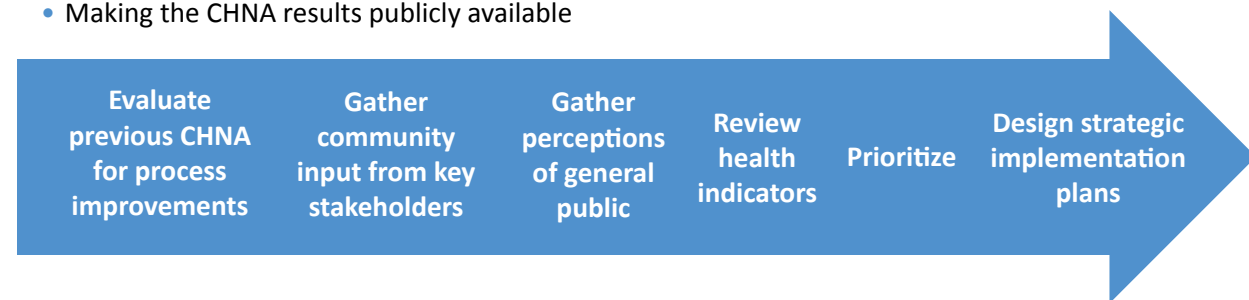 • Making the CHNA results publicly available
Evaluate
previous CHNA
for process
improvements
Gather
community
input from key
stakeholders
Gather
perceptions
of general
public
Review
health
indicators
Prioritize
Design strategic
implementation
plans